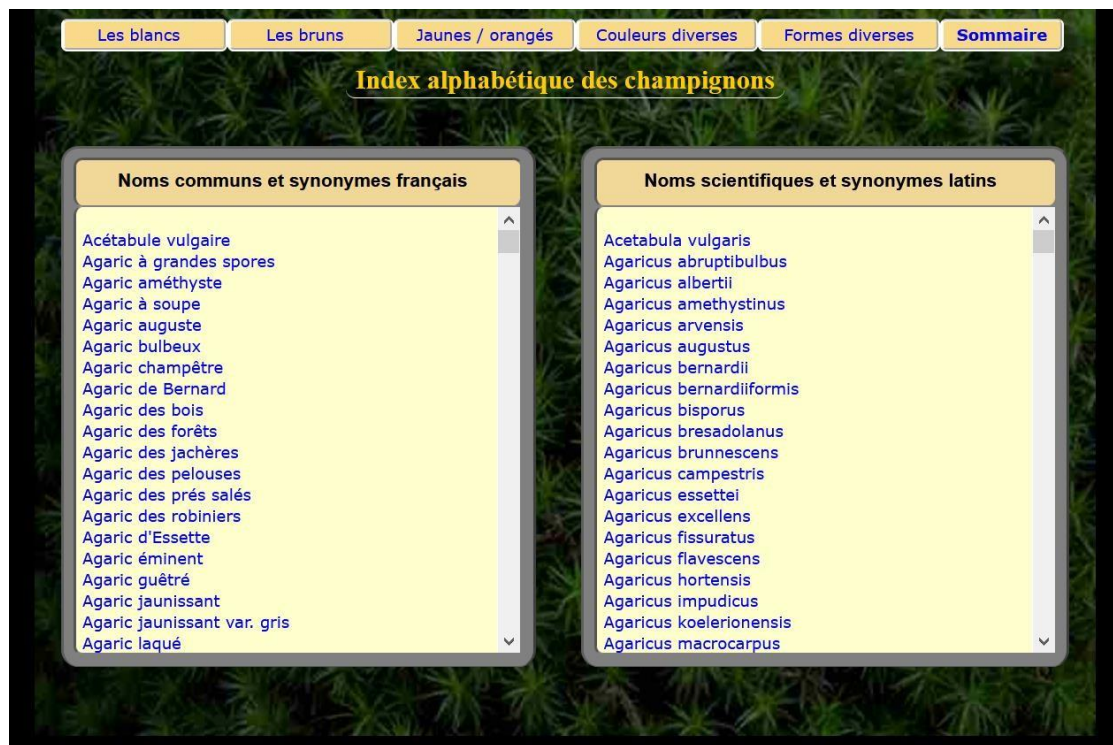 Les blancs Les bruns Jaunes / orangés Couleurs diverses Formes diverses Sommaire
Index alphabétique des champignons
Noms communs et synonymes français
Acétabule vulgaire
Agaric à grandes spores
Agaric améthyste
Agaric à soupe
Agaric auguste
Agaric bulbeux
Agaric champêtre
Agaric de Bernard
Agaric des bois
Agaric des forêts
Agaric des jachères
Agaric des pelouses
Agaric des prés salés
Agaric des robiniers
Agaric d'Essette
Agaric éminent
Agaric guêtré
Agaric jaunissant
Agaric jaunissant var. gris
Agaric laqué
Noms scientifiques et synonymes latins
Acetabula vulgaris
Agaricus abruptibulbus
Agaricus albertii
Agaricus amethystinus
Agaricus arvensis
Agaricus augustus
Agaricus bernardii
Agaricus bernardiiformis
Agaricus bisporus
Agaricus bresadolanus
Agaricus brunnescens
Agaricus campestris
Agaricus essettei
Agaricus excellens
Agaricus fissuratus
Agaricus flavescens
Agaricus hortensis
Agaricus impudicus
Agaricus koelerionensis
Agaricus macrocarpus